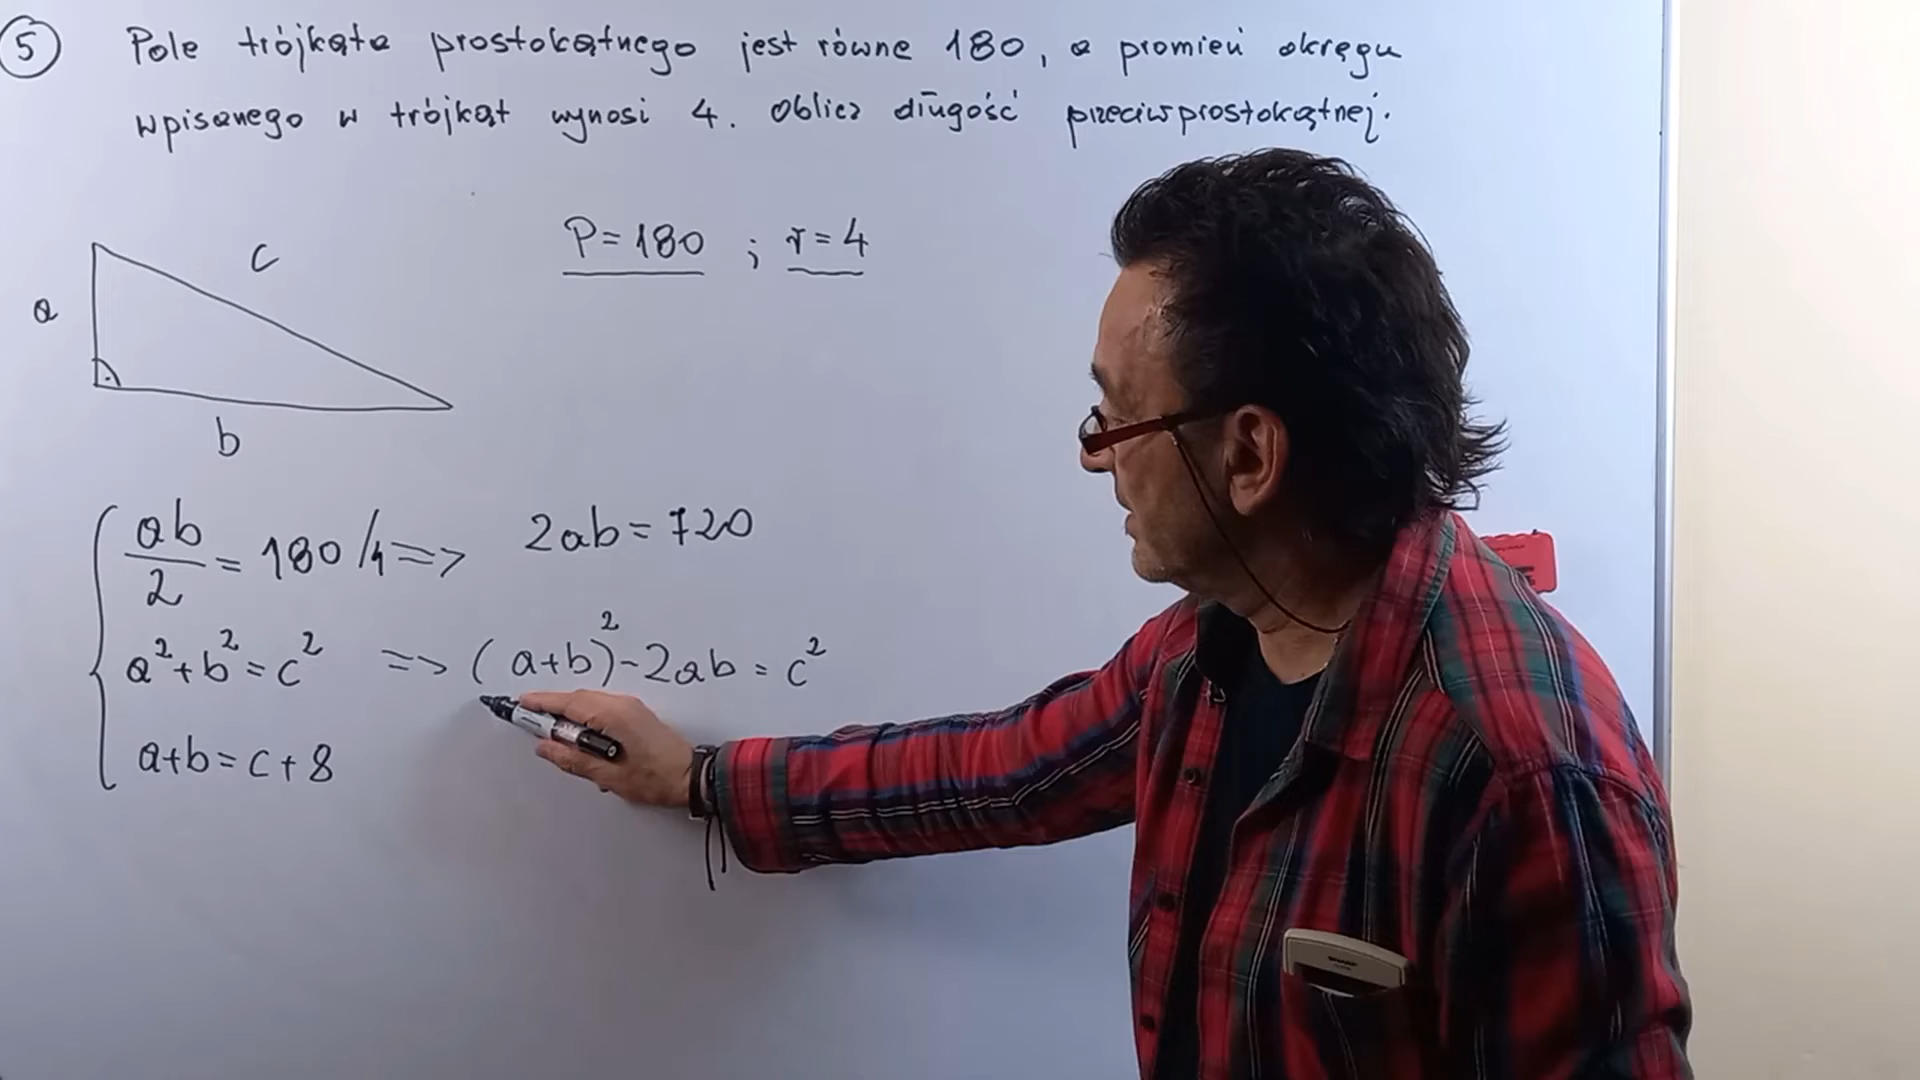 5 Pole trójkąta prostokątnego jest równe 180, a promień okręgu
wpisanego w trójkąt wynosi 4. Oblicz długość przeciwprostokątnej.
P=180 ; r=4
c
a
b
ab/2 = 180 /4 => 2ab = 720
a²+b²=c² => (a+b)²-2ab=c²
a+b=c+8
SHARP